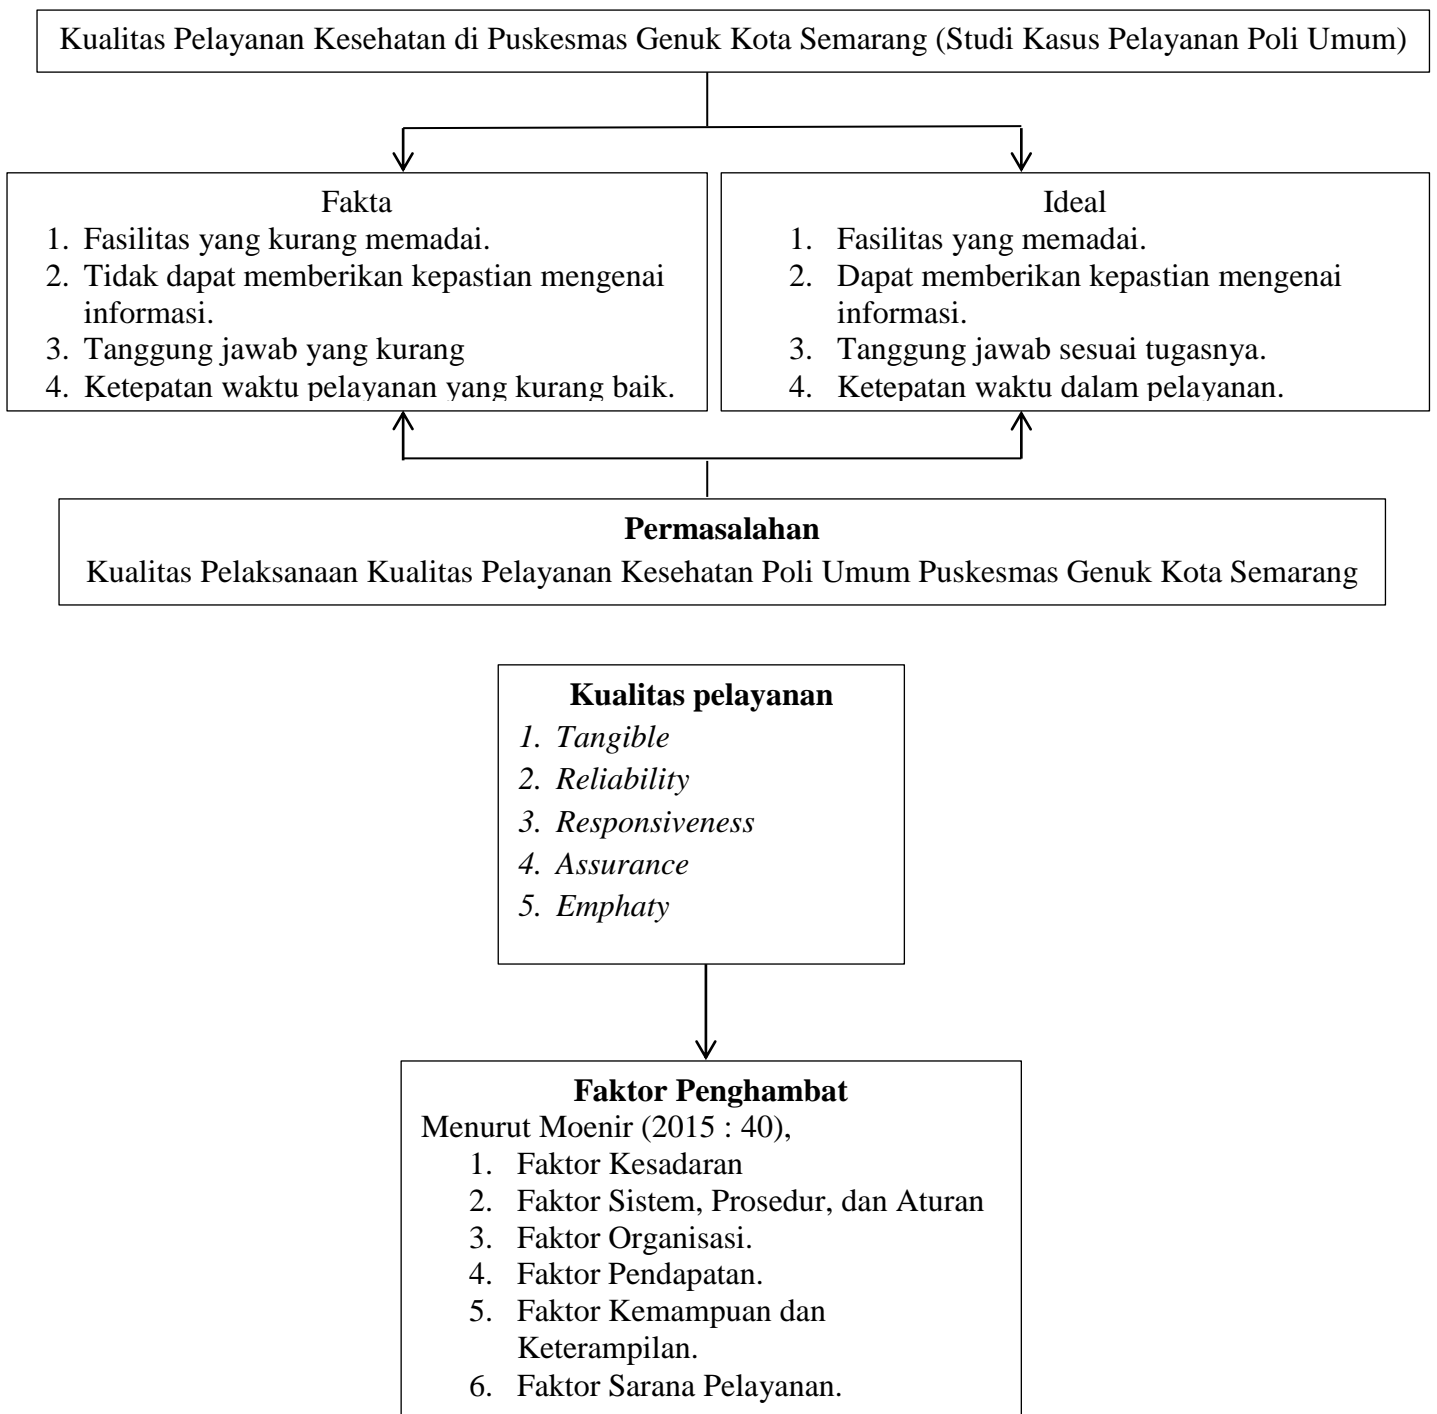 Kualitas Pelayanan Kesehatan di Puskesmas Genuk Kota Semarang (Studi Kasus Pelayanan Poli Umum)
Fakta
1. Fasilitas yang kurang memadai.
2. Tidak dapat memberikan kepastian mengenai
informasi.
3. Tanggung jawab yang kurang
4. Ketepatan waktu pelayanan yang kurang baik.
Ideal
1. Fasilitas yang memadai.
2. Dapat memberikan kepastian mengenai
informasi.
3. Tanggung jawab sesuai tugasnya.
4. Ketepatan waktu dalam pelayanan.
Permasalahan
Kualitas Pelaksanaan Kualitas Pelayanan Kesehatan Poli Umum Puskesmas Genuk Kota Semarang
Kualitas pelayanan
1. Tangible
2. Reliability
3. Responsiveness
4. Assurance
5. Emphaty
Faktor Penghambat
Menurut Moenir (2015 : 40),
1. Faktor Kesadaran
2. Faktor Sistem, Prosedur, dan Aturan
3. Faktor Organisasi.
4. Faktor Pendapatan.
5. Faktor Kemampuan dan
Keterampilan.
6. Faktor Sarana Pelayanan.